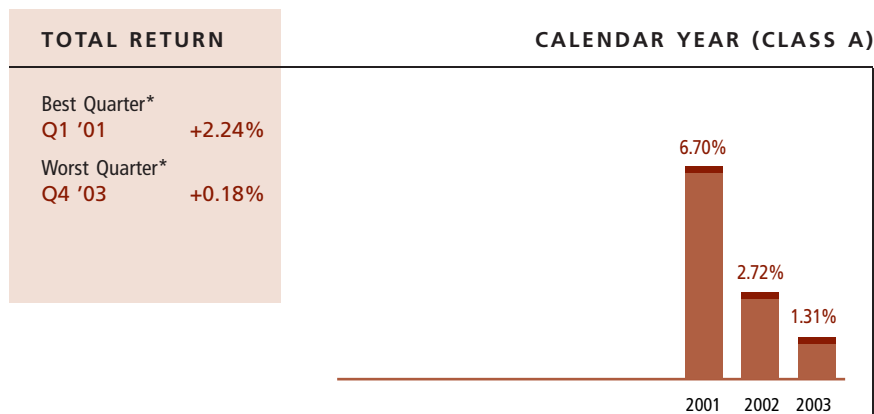 TOTAL RETURN
CALENDAR YEAR (CLASS A)
Best Quarter*
Q1 ’01 +2.24%
Worst Quarter*
Q4 ’03 +0.18%
6.70%
2.72%
1.31%
2001 2002 2003